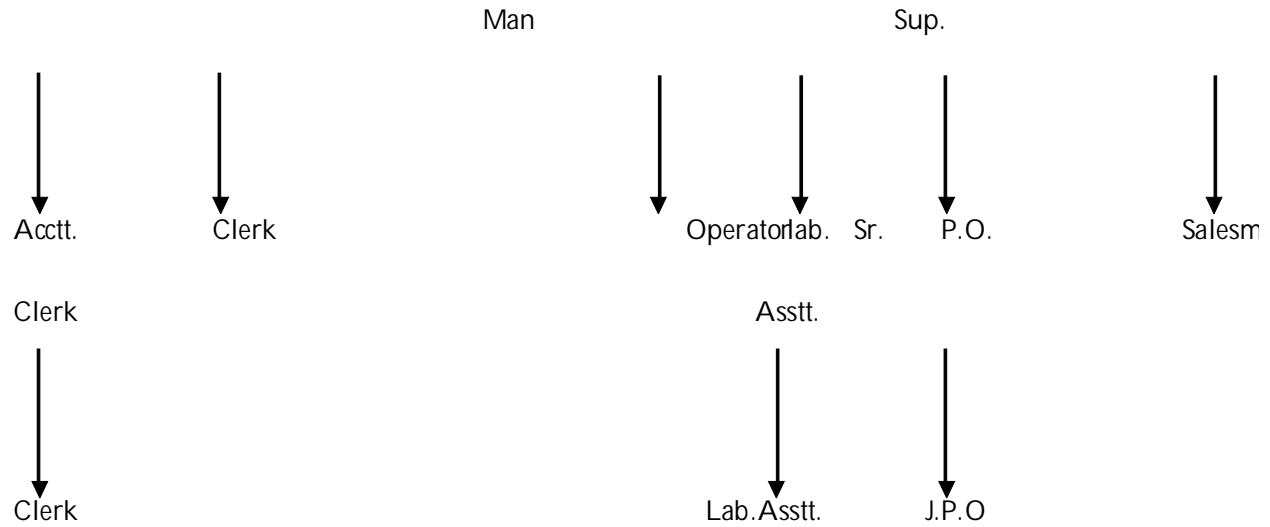 Man Sup.
Acctt. Clerk Operatorlab. Sr. P.O. Salesm
Clerk Asstt.
Clerk Lab.Asstt. J.P.O